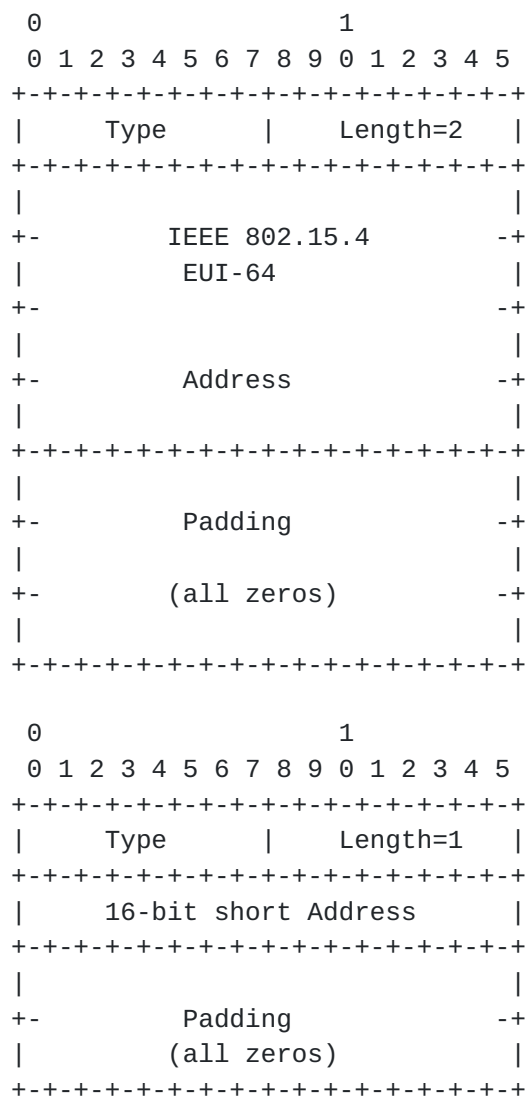 0                   1
 0 1 2 3 4 5 6 7 8 9 0 1 2 3 4 5
+-+-+-+-+-+-+-+-+-+-+-+-+-+-+-+-+
|     Type      |    Length=2   |
+-+-+-+-+-+-+-+-+-+-+-+-+-+-+-+-+
|                               |
+-        IEEE 802.15.4        -+
|          EUI-64               |
+-                             -+
|                               |
+-         Address             -+
|                               |
+-+-+-+-+-+-+-+-+-+-+-+-+-+-+-+-+
|                               |
+-         Padding             -+
|                               |
+-        (all zeros)          -+
|                               |
+-+-+-+-+-+-+-+-+-+-+-+-+-+-+-+-+

 0                   1
 0 1 2 3 4 5 6 7 8 9 0 1 2 3 4 5
+-+-+-+-+-+-+-+-+-+-+-+-+-+-+-+-+
|     Type      |    Length=1   |
+-+-+-+-+-+-+-+-+-+-+-+-+-+-+-+-+
|     16-bit short Address      |
+-+-+-+-+-+-+-+-+-+-+-+-+-+-+-+-+
|                               |
+-         Padding             -+
|         (all zeros)           |
+-+-+-+-+-+-+-+-+-+-+-+-+-+-+-+-+